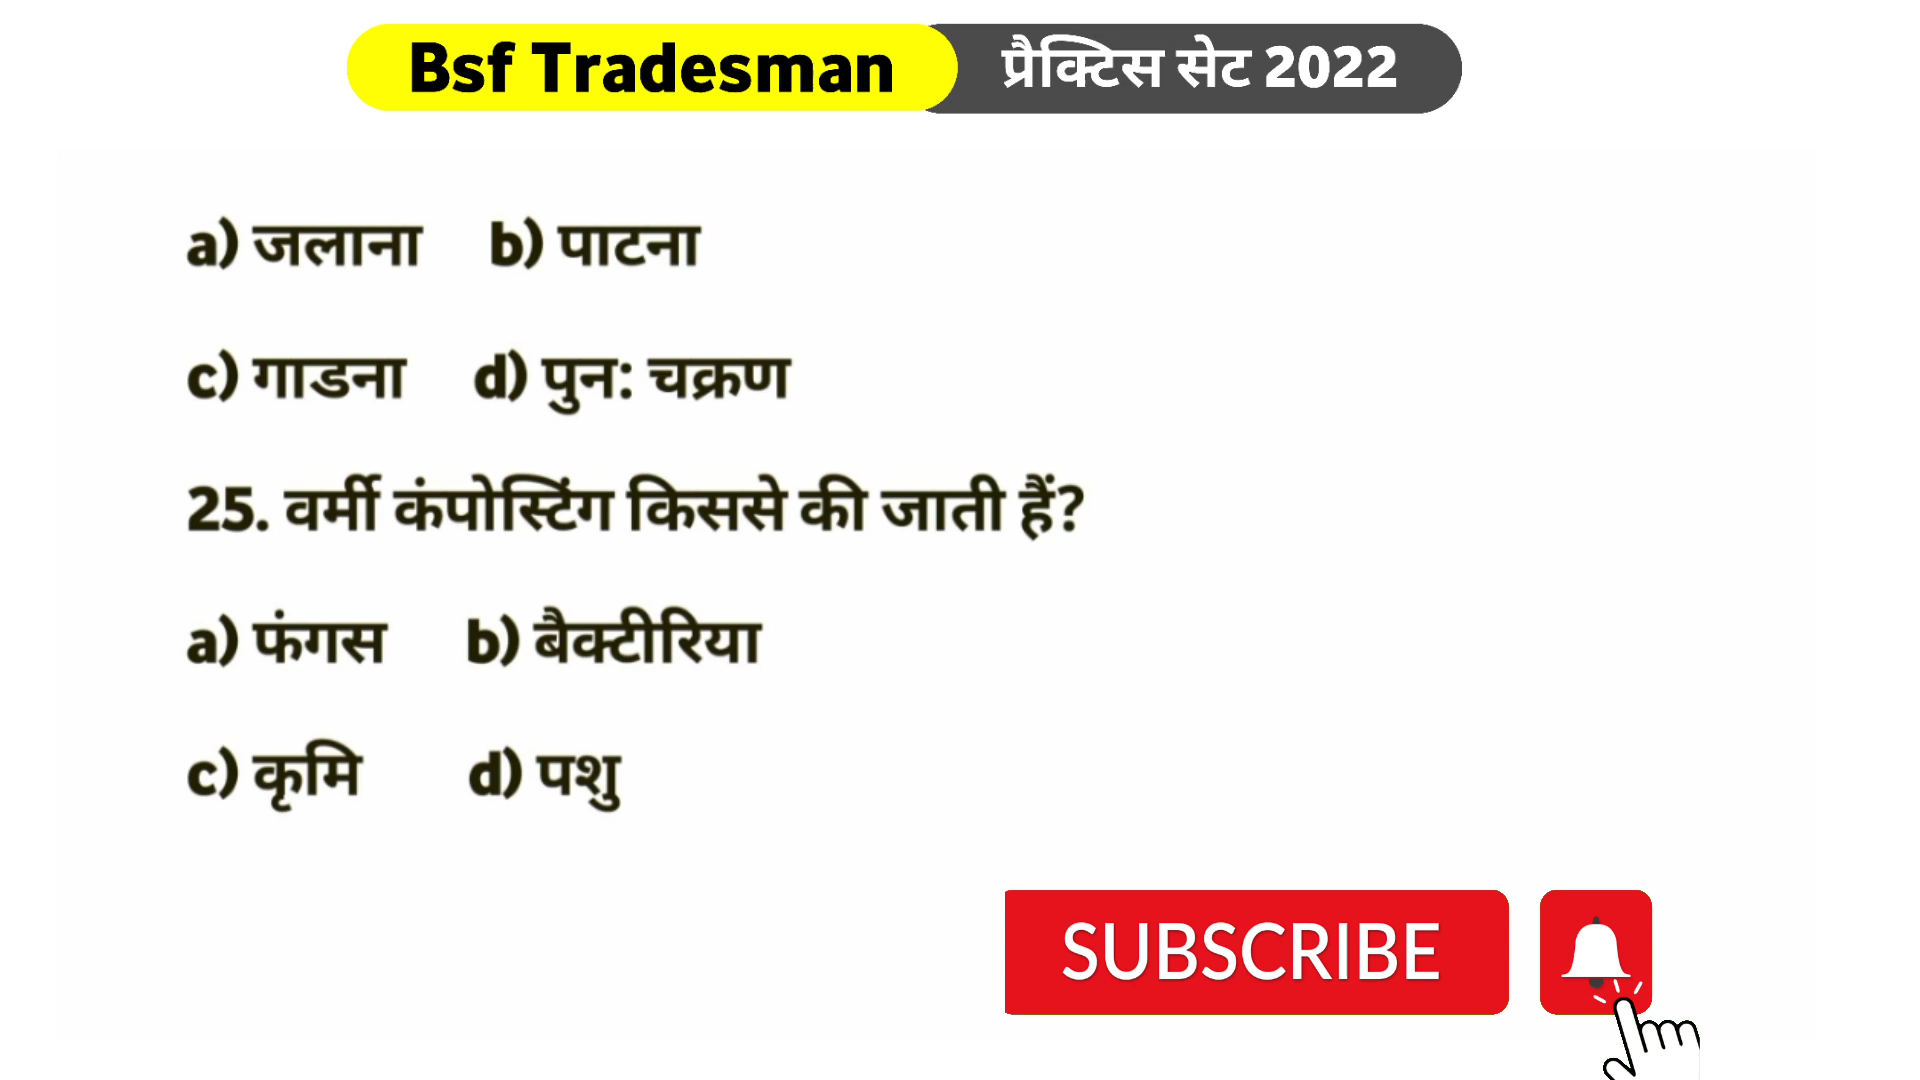 Bsf Tradesman प्रैक्टिस सेट 2022
a) जलाना b) पाटना
c) गाडना d) पुन: चक्रण
25. वर्मी कंपोस्टिंग किससे की जाती हैं?
a) फंगस b) बैक्टीरिया
c) कृमि d) पशु
SUBSCRIBE